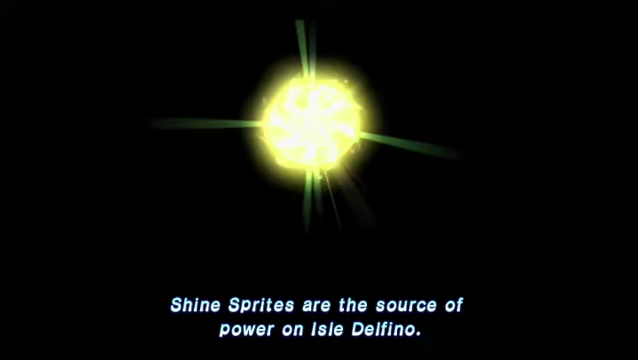 Shine Sprites are the source of
power on Isle Delfino.